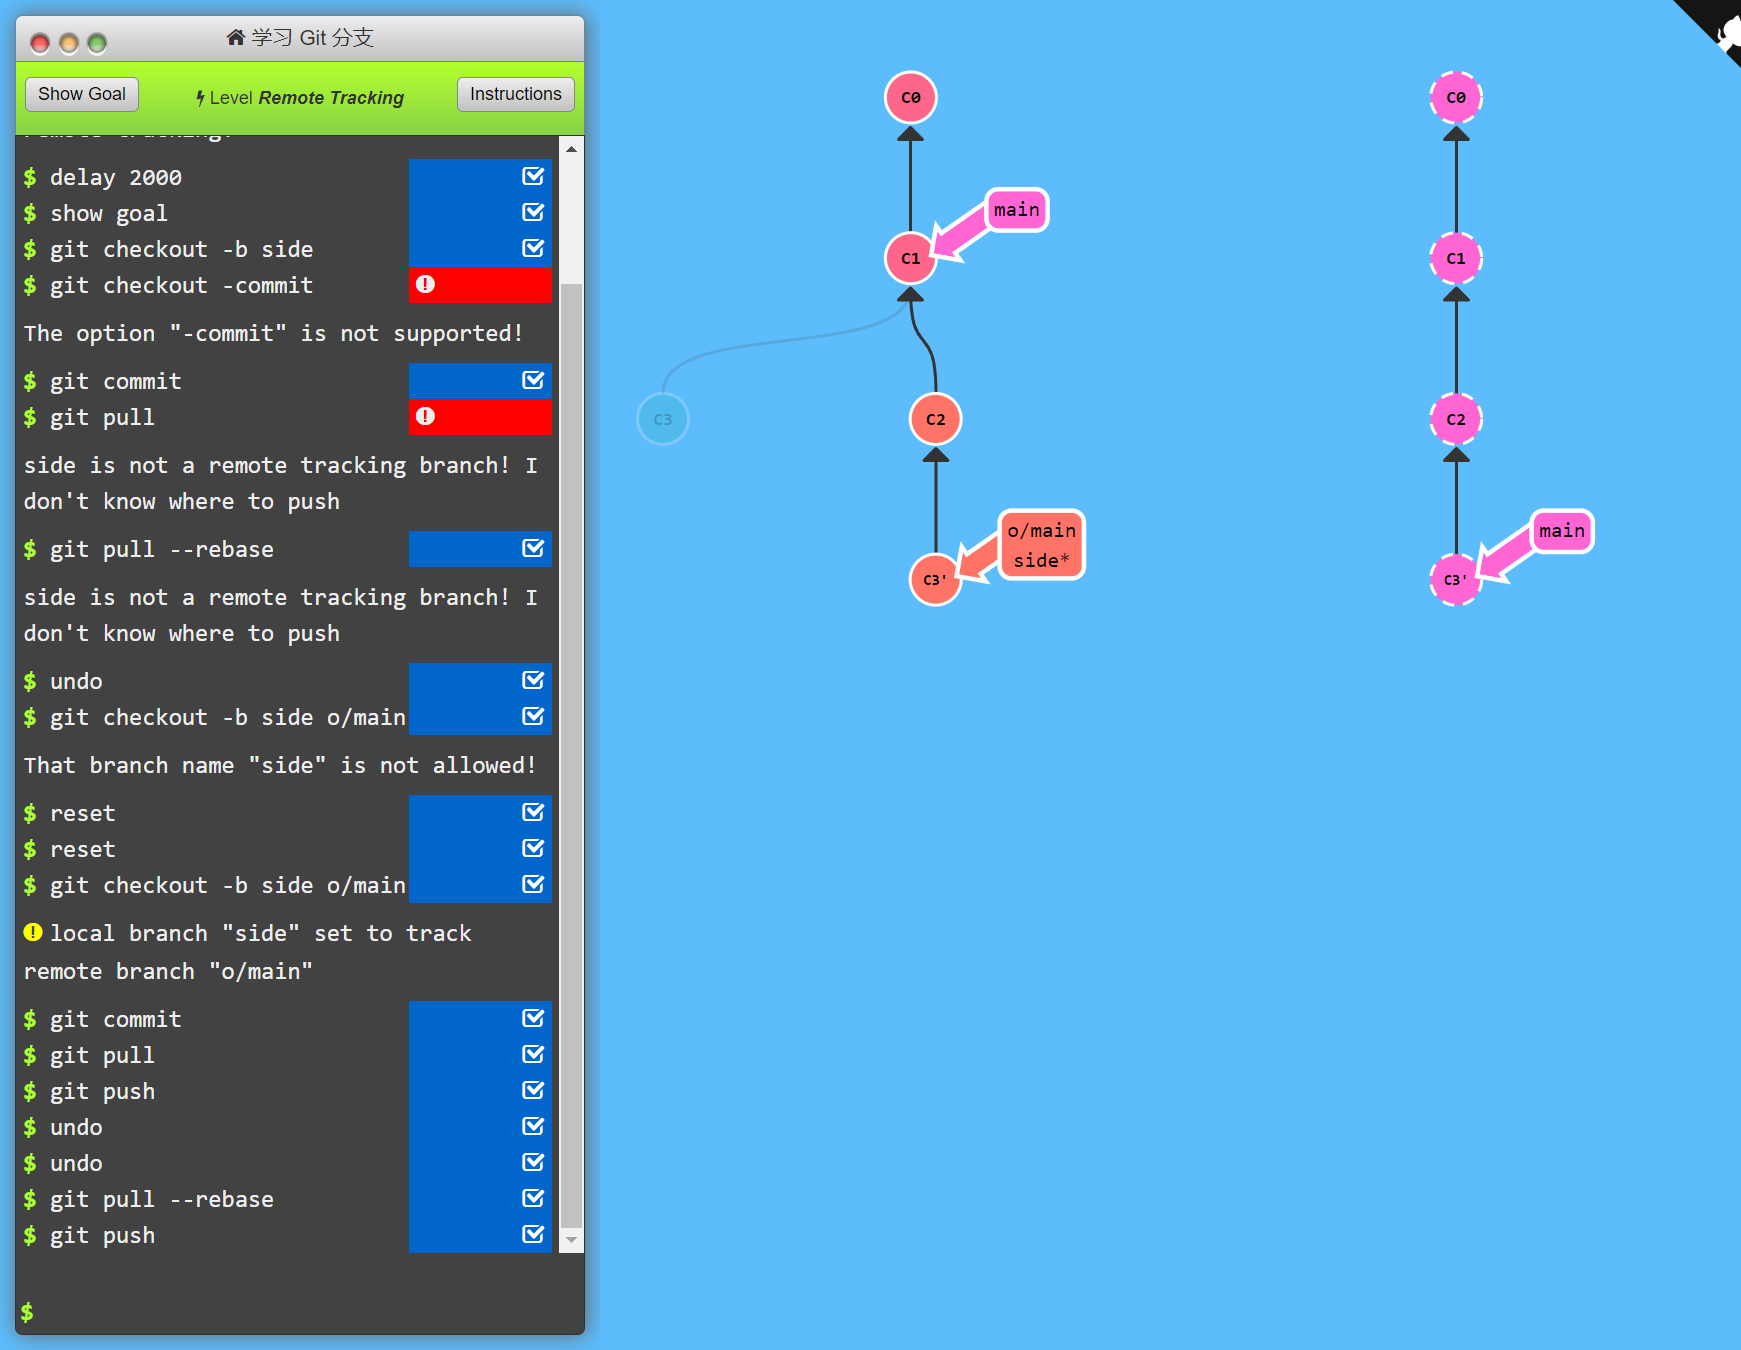 学习 Git 分支
Show Goal
Level Remote Tracking
Instructions
$ delay 2000
$ show goal
$ git checkout -b side
$ git checkout -commit
The option "-commit" is not supported!
$ git commit
$ git pull
side is not a remote tracking branch! I
don't know where to push
$ git pull --rebase
side is not a remote tracking branch! I
don't know where to push
$ undo
$ git checkout -b side o/main
That branch name "side" is not allowed!
$ reset
$ reset
$ git checkout -b side o/main
local branch "side" set to track
remote branch "o/main"
$ git commit
$ git pull
$ git push
$ undo
$ undo
$ git pull --rebase
$ git push
$
C0
main
C1
C3
C2
o/main
side*
C3'
C0
C1
C2
main
C3'